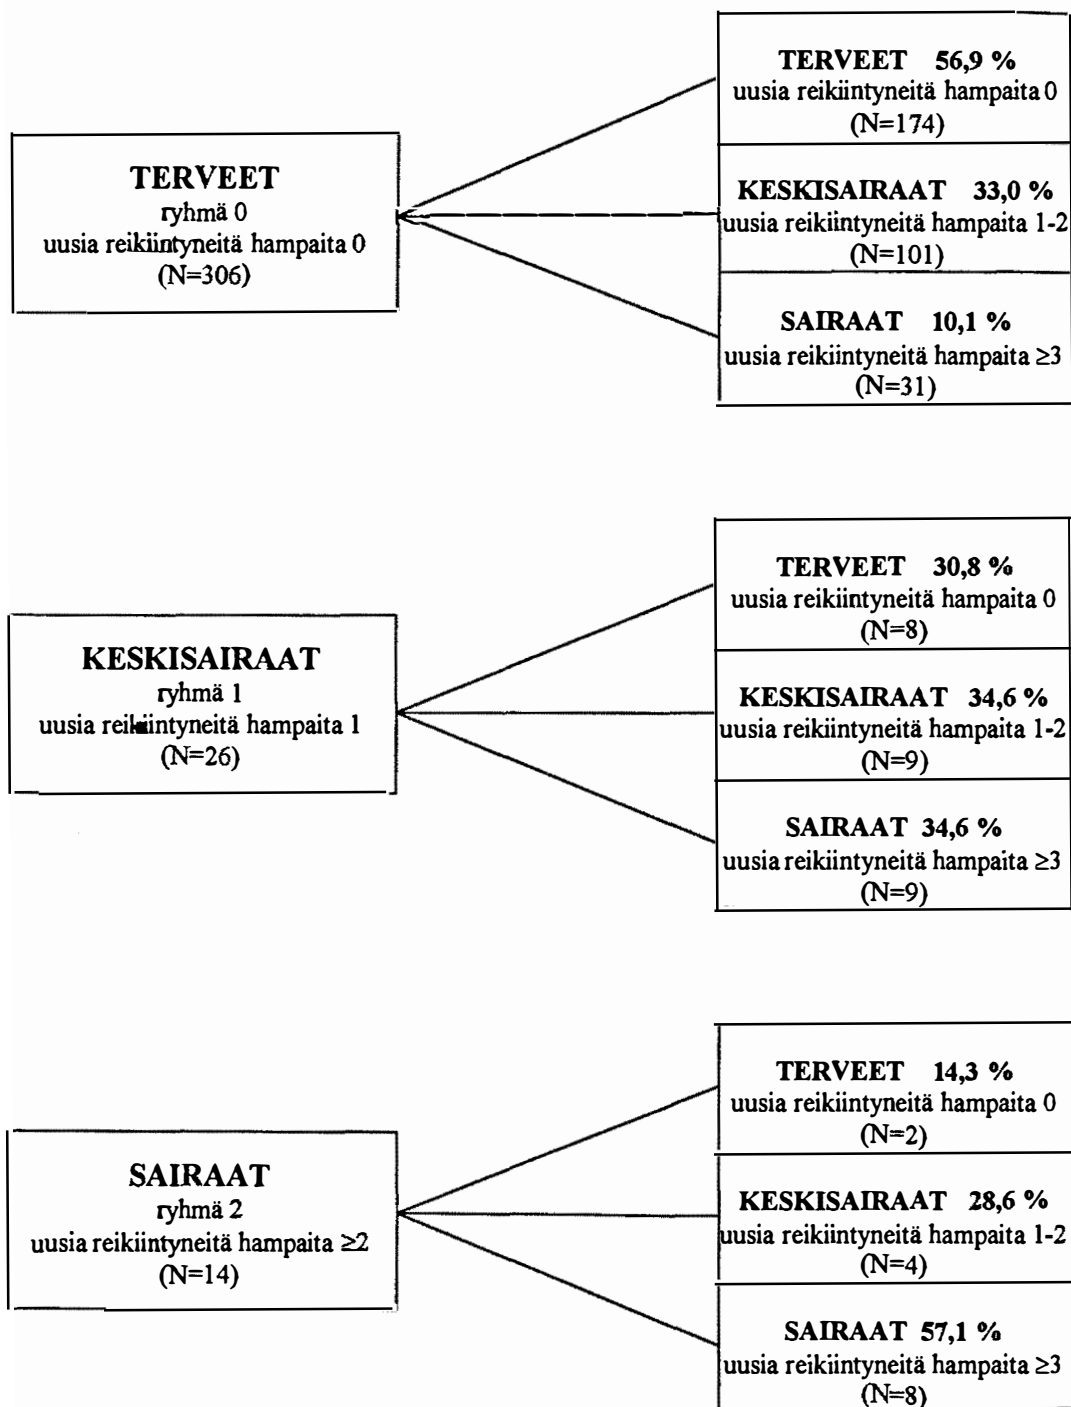 TERVEET
ryhmä 0
uusia reikiintyneitä hampaita 0
(N=306)
TERVEET 56,9 %
uusia reikiintyneitä hampaita 0
(N=174)
KESKISAIRAAT 33,0 %
uusia reikiintyneitä hampaita 1-2
(N=101)
SAIRAAT 10,1 %
uusia reikiintyneitä hampaita ≥3
(N=31)
KESKISAIRAAT
ryhmä 1
uusia reikiintyneitä hampaita 1
(N=26)
TERVEET 30,8 %
uusia reikiintyneitä hampaita 0
(N=8)
KESKISAIRAAT 34,6 %
uusia reikiintyneitä hampaita 1-2
(N=9)
SAIRAAT 34,6 %
uusia reikiintyneitä hampaita ≥3
(N=9)
SAIRAAT
ryhmä 2
uusia reikiintyneitä hampaita ≥2
(N=14)
TERVEET 14,3 %
uusia reikiintyneitä hampaita 0
(N=2)
KESKISAIRAAT 28,6 %
uusia reikiintyneitä hampaita 1-2
(N=4)
SAIRAAT 57,1 %
uusia reikiintyneitä hampaita ≥3
(N=8)